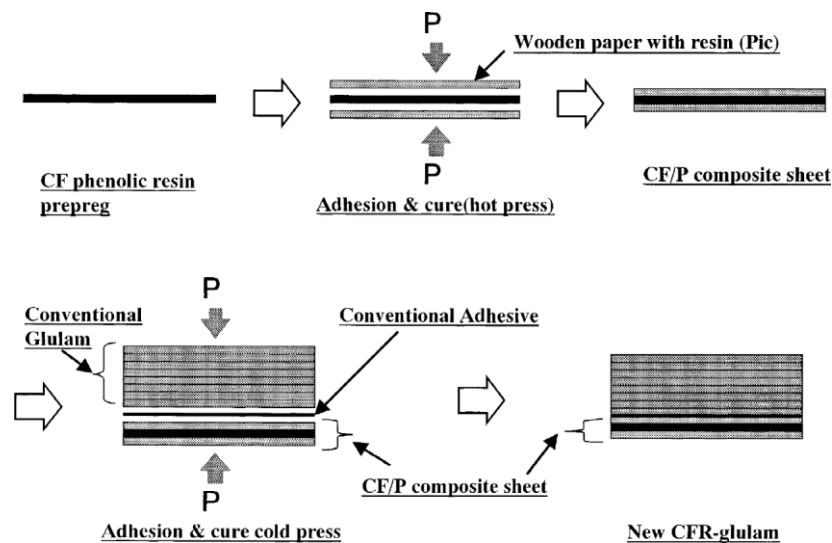 P
Wooden paper with resin (Pic)
CF phenolic resin
prepreg
P
Adhesion & cure(hot press)
CF/P composite sheet
P
Conventional
Glulam
Conventional Adhesive
P
CF/P composite sheet
Adhesion & cure cold press
New CFR-glulam